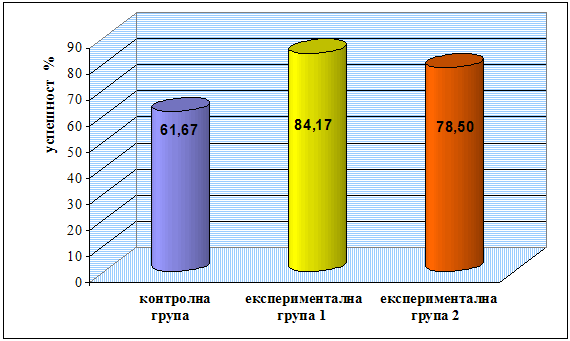 успешност %
90
80
70
60
50
40
30
20
10
0
61,67
84,17
78,50
контролна
група
експериментална
група 1
експериментална
група 2